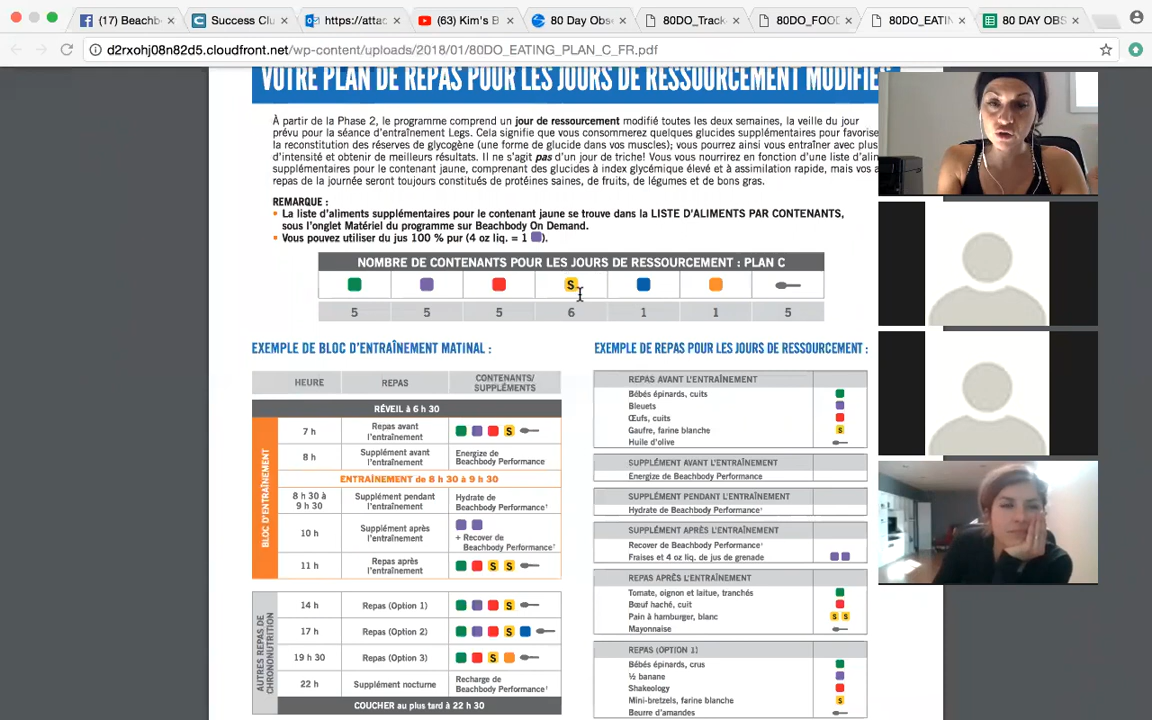 (17) Beachb
Success Clu
https://attac
(63) Kim's B
80 Day Obse
80DO_Track
80DO_FOO
80DO_EATIN
80 DAY OBS
d2rxohj08n82d5.cloudfront.net/wp-content/uploads/2018/01/80DO_EATING_PLAN_C_FR.pdf
VOTRE PLAN DE REPAS POUR LES JOURS DE RESSOURCEMENT MODIFIÉ
À partir de la Phase 2, le programme comprend un jour de ressourcement modifié toutes les deux semaines, la veille du jour
prévu pour la séance d'entraînement Legs. Cela signifie que vous consommerez quelques glucides supplémentaires pour favorise
la reconstitution des réserves de glycogène (une forme de glucide dans vos muscles); vous pourrez ainsi vous entraîner avec plus
d'intensité et obtenir de meilleurs résultats. Il ne s'agit pas d'un jour de triche! Vous vous nourrirez en fonction d'une liste d'alim
supplémentaires pour le contenant jaune, comprenant des glucides à index glycémique élevé et à assimilation rapide, mais vos a
repas de la journée seront toujours constitués de protéines saines, de fruits, de légumes et de bons gras.
REMARQUE :
▪ La liste d'aliments supplémentaires pour le contenant jaune se trouve dans la LISTE D'ALIMENTS PAR CONTENANTS,
sous l'onglet Matériel du programme sur Beachbody On Demand.
▪ Vous pouvez utiliser du jus 100 % pur (4 oz liq. = 1 ).
NOMBRE DE CONTENANTS POUR LES JOURS DE RESSOURCEMENT : PLAN C
S
5 5 5 6 1 1 5
EXEMPLE DE BLOC D'ENTRAÎNEMENT MATINAL :
HEURE REPAS CONTENANTS/
SUPPLÉMENTS
RÉVEIL à 6 h 30
BLOC D'ENTRAÎNEMENT
7 h Repas avant
l'entraînement S
8 h Supplément avant
l'entraînement Energize de
Beachbody Performance
ENTRAÎNEMENT de 8 h 30 à 9 h 30
8 h 30 à
9 h 30 Supplément pendant
l'entraînement Hydrate de
Beachbody Performance†
10 h Supplément après
l'entraînement + Recover de
Beachbody Performance†
11 h Repas après
l'entraînement S S
AUTRES REPAS DE
CHRONONUTRITION
14 h Repas (Option 1) S
17 h Repas (Option 2) S
19 h 30 Repas (Option 3) S
22 h Supplément nocturne Recharge de
Beachbody Performance†
COUCHER au plus tard à 22 h 30
EXEMPLE DE REPAS POUR LES JOURS DE RESSOURCEMENT :
REPAS AVANT L'ENTRAÎNEMENT
Bébés épinards, cuits
Bleuets
Œufs, cuits
Gaufre, farine blanche S
Huile d'olive
SUPPLÉMENT AVANT L'ENTRAÎNEMENT
Energize de Beachbody Performance
SUPPLÉMENT PENDANT L'ENTRAÎNEMENT
Hydrate de Beachbody Performance†
SUPPLÉMENT APRÈS L'ENTRAÎNEMENT
Recover de Beachbody Performance†
Fraises et 4 oz liq. de jus de grenade
REPAS APRÈS L'ENTRAÎNEMENT
Tomate, oignon et laitue, tranchés
Bœuf haché, cuit
Pain à hamburger, blanc S S
Mayonnaise
REPAS (OPTION 1)
Bébés épinards, crus
½ banane
Shakeology
Mini-bretzels, farine blanche S
Beurre d'amandes